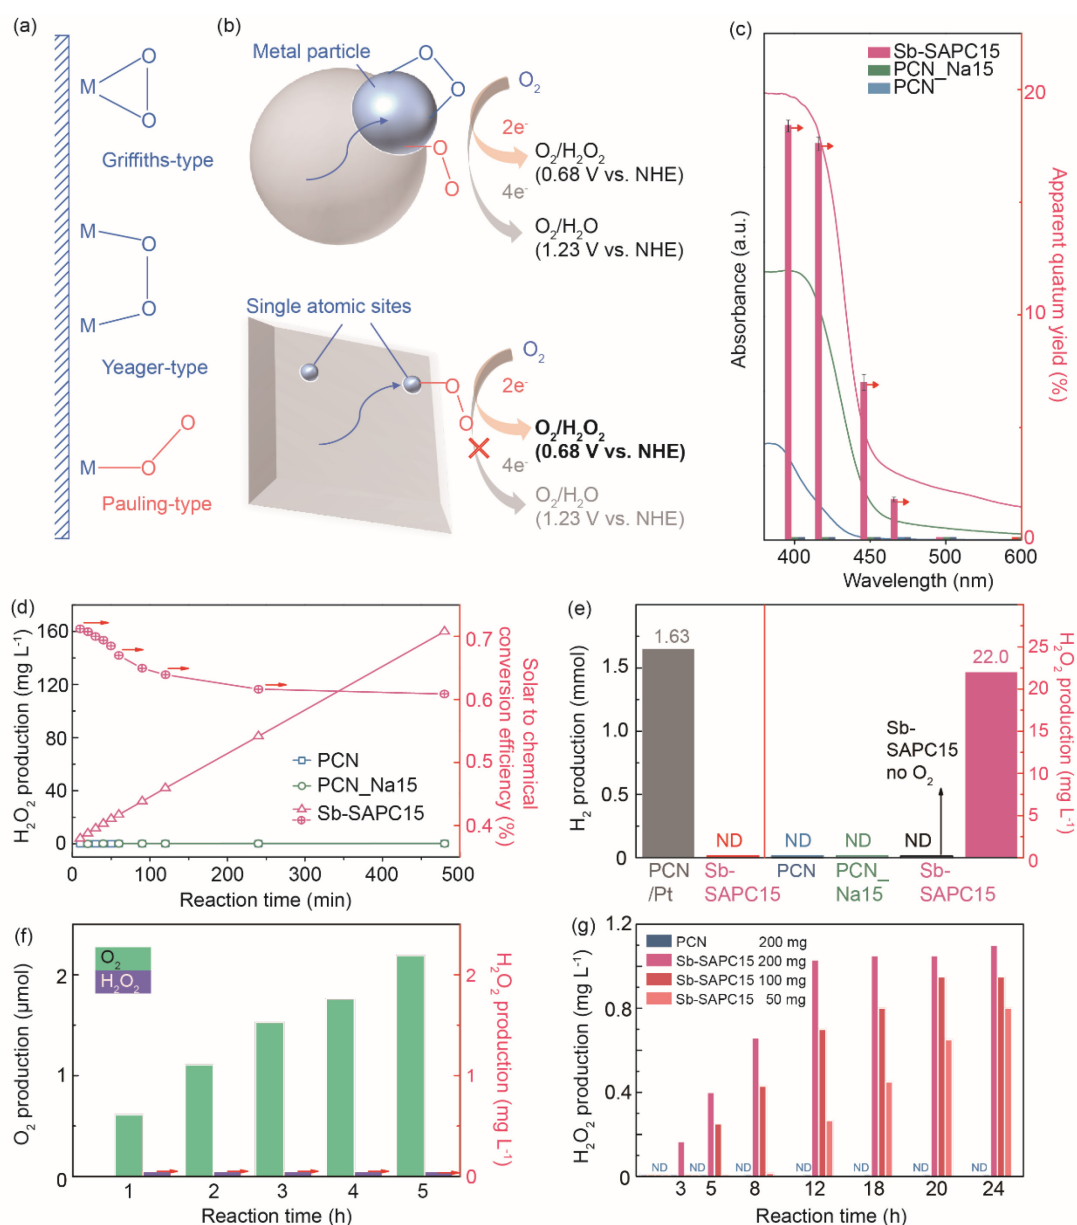 (a)
M
O
O
Griffiths-type
M
O
M
O
Yeager-type
O
M
O
Pauling-type
(b)
Metal particle
O
O
O₂
2e⁻
O
O
O₂/H₂O₂
(0.68 V vs. NHE)
4e⁻
O₂/H₂O
(1.23 V vs. NHE)
Single atomic sites
O₂
O
2e⁻
O
O₂/H₂O₂
(0.68 V vs. NHE)
4e⁻
O₂/H₂O
(1.23 V vs. NHE)
(c)
Sb-SAPC15
PCN_Na15
PCN_
20
10
0
Absorbance (a.u.)
Apparent quatum yield (%)
400 450 500 600
Wavelength (nm)
(d)
H₂O₂ production (mg L⁻¹)
160
120
80
40
0
0.7
0.6
0.5
0.4
Solar to chemical
conversion efficiency (%)
PCN
PCN_Na15
Sb-SAPC15
0 100 200 300 400 500
Reaction time (min)
(e)
H₂ production (mmol)
1.5
1.0
0.5
0
25
20
15
10
5
0
H₂O₂ production (mg L⁻¹)
1.63
22.0
Sb-
SAPC15
no O₂
ND
ND
ND
ND
PCN
/Pt
Sb-
SAPC15
PCN
PCN_
Na15
Sb-
SAPC15
(f)
O₂
H₂O₂
O₂ production (μmol)
2
1
0
2
1
0
H₂O₂ production (mg L⁻¹)
1 2 3 4 5
Reaction time (h)
(g)
H₂O₂ production (mg L⁻¹)
1.2
0.8
0.4
0
PCN 200 mg
Sb-SAPC15 200 mg
Sb-SAPC15 100 mg
Sb-SAPC15 50 mg
ND ND ND ND ND ND ND
3 5 8 12 18 20 24
Reaction time (h)